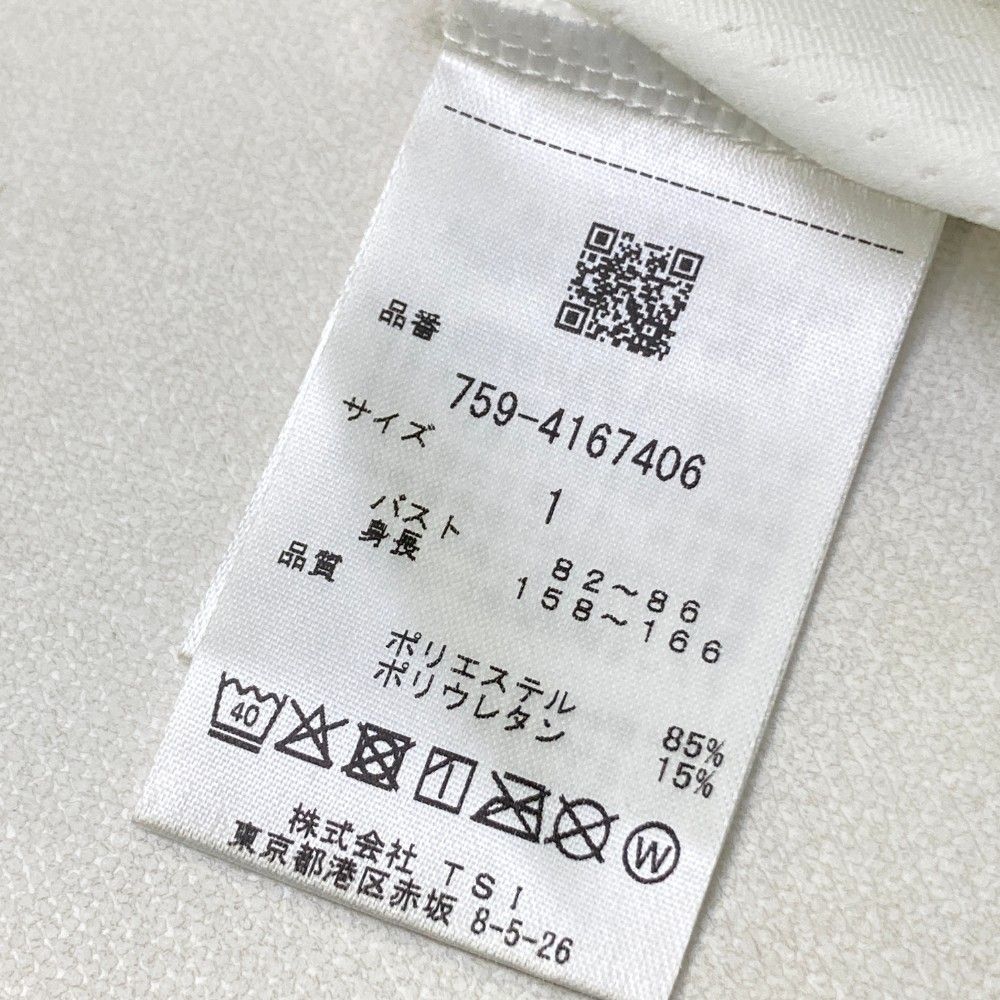 品番
759-4167406
サイズ
1
バスト 82～86
身長 158～166
品質
ポリエステル 85%
ポリウレタン 15%
40
W
株式会社 TSI
東京都港区赤坂 8-5-26